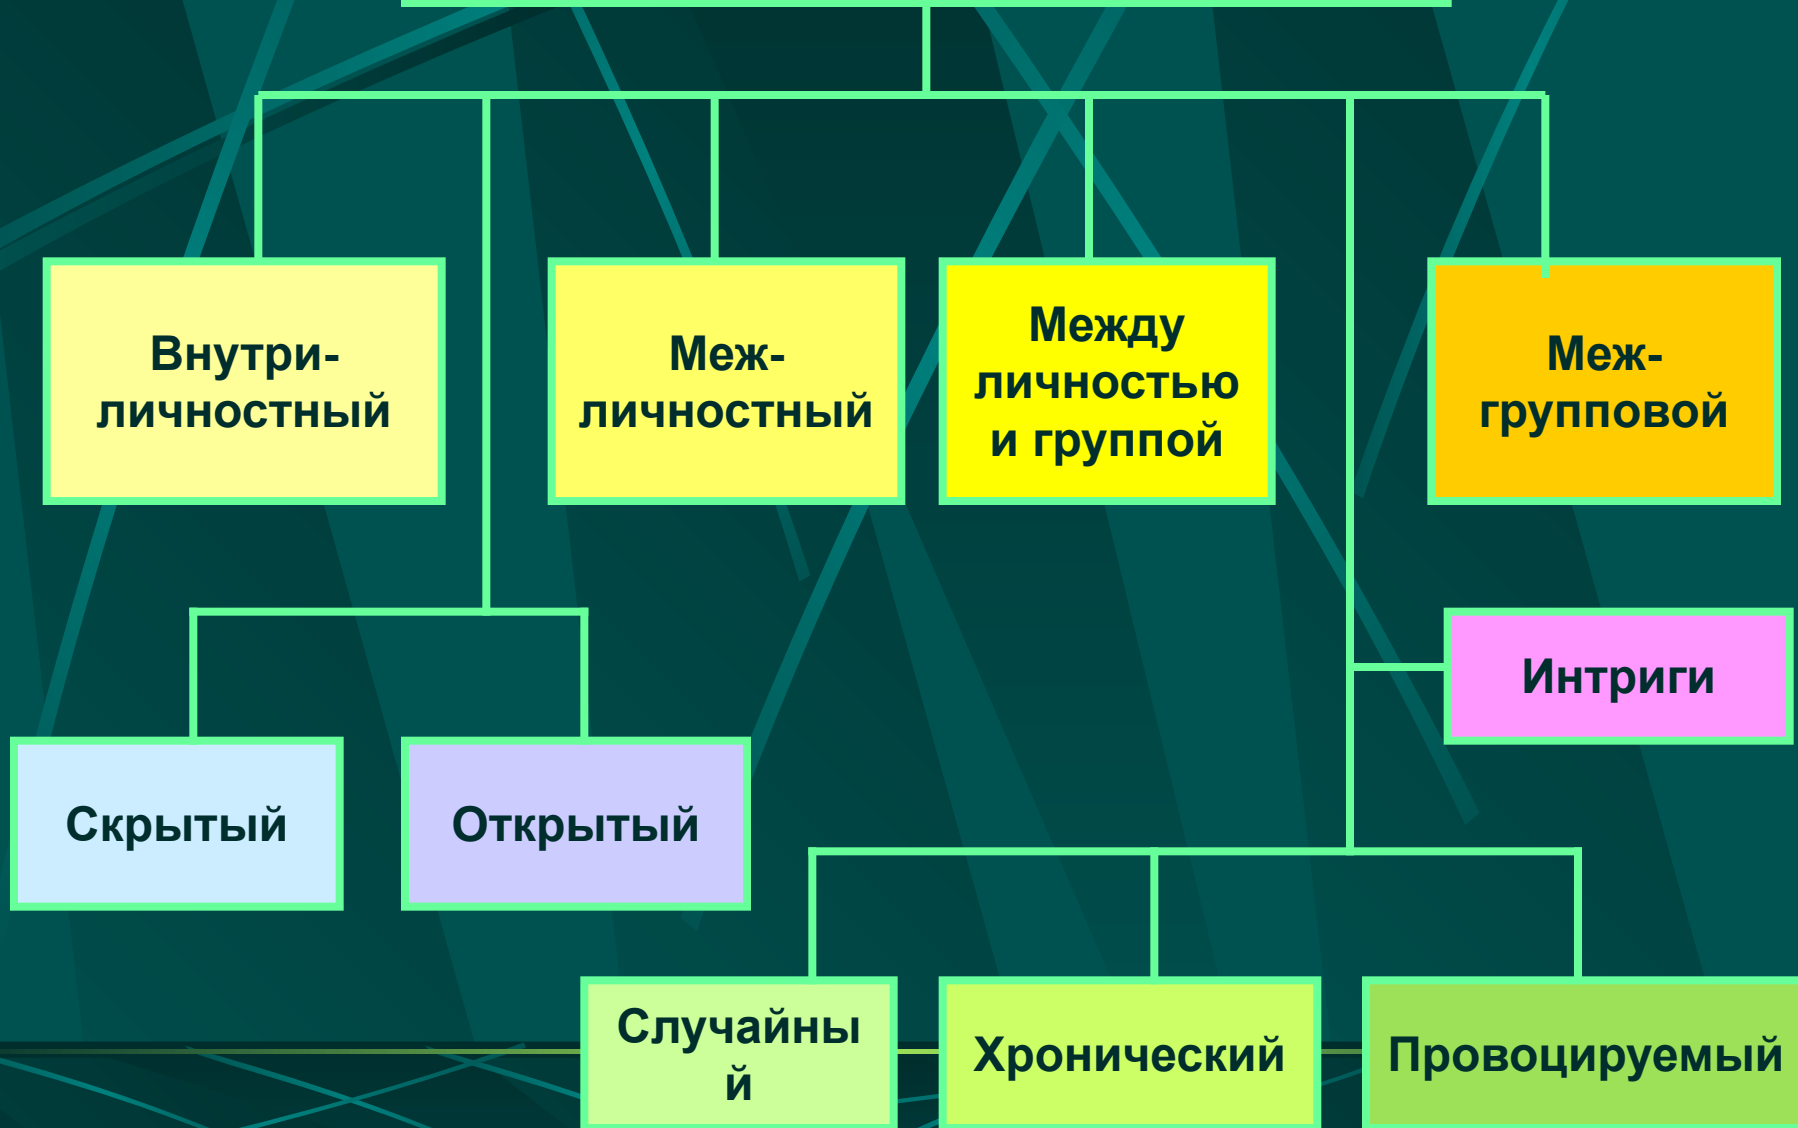 Внутри-
личностный
Меж-
личностный
Между
личностью
и группой
Меж-
групповой
Интриги
Скрытый
Открытый
Случайны
й
Хронический
Провоцируемый